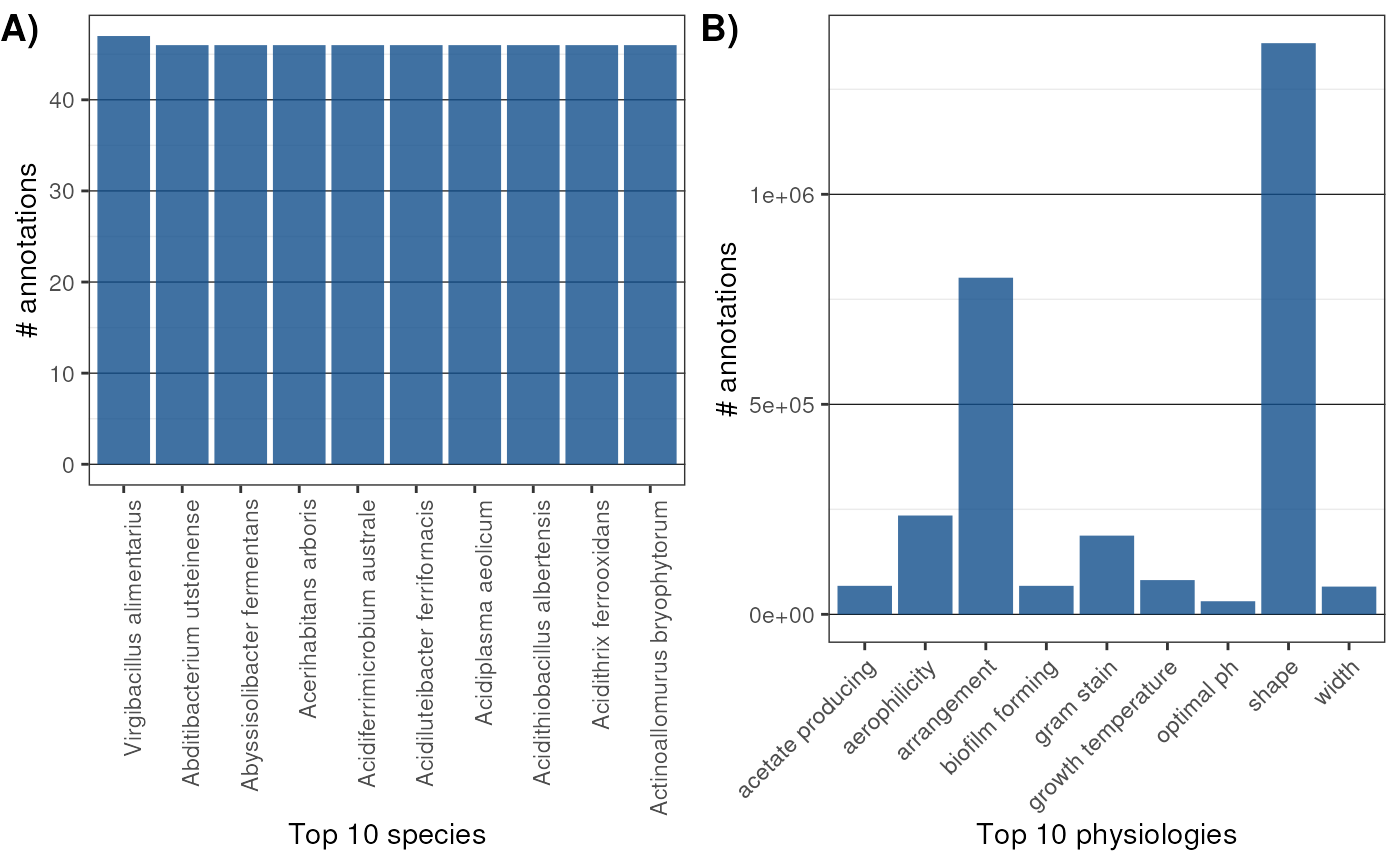 A)
# annotations
40
30
20
10
0
Virgibacillus alimentarius
Abditibacterium utsteinense
Abyssisolibacter fermentans
Acerihabitans arboris
Acidiferrimicrobium australe
Acidiluteibacter ferrifornacis
Acidiplasma aeolicum
Acidithiobacillus albertensis
Acidithrix ferrooxidans
Actinoallomurus bryophytorum
Top 10 species
B)
# annotations
1e+06
5e+05
0e+00
acetate producing
aerophilicity
arrangement
biofilm forming
gram stain
growth temperature
optimal ph
shape
width
Top 10 physiologies